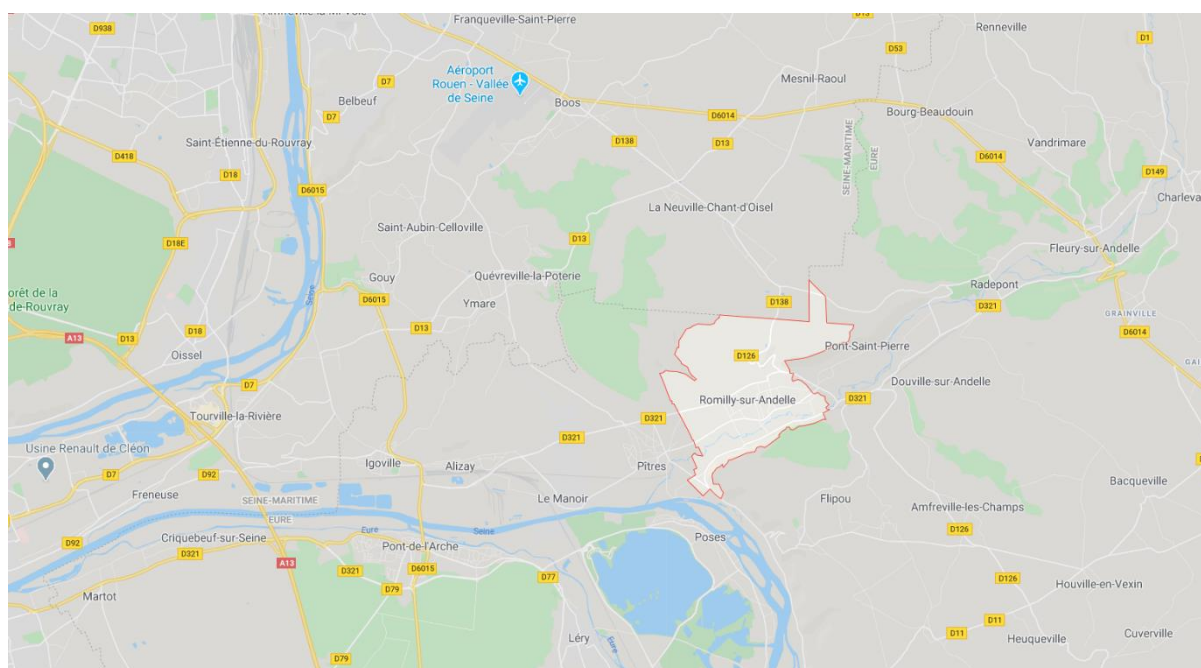 D938
Franqueville-Saint-Pierre
D13
Renneville
D1
D53
Aéroport
Rouen - Vallée
de Seine
D7
Mesnil-Raoul
Belbeuf
Boos
D7
D6014
Bourg-Beaudouin
Saint-Étienne-du-Rouvray
D138
D13
Vandrimare
D418
D6014
SEINE-MARITIME
EURE
D18
D149
D6015
Charleva
La Neuville-Chant-d'Oisel
Saint-Aubin-Celloville
D18E
D13
Fleury-sur-Andelle
Gouy
Quévreville-la-Poterie
Radepont
orêt de la
de-Rouvray
Seine
D6015
Ymare
D138
D321
GRAINVILLE
D13
D18
A13
D13
D6014
Oissel
D126
Pont-Saint-Pierre
GAI
D7
Douville-sur-Andelle
Romilly-sur-Andelle
D321
Tourville-la-Rivière
D321
D321
Usine Renault de Cléon
Igoville
Alizay
Pîtres
D7
D92
Bacqueville
Freneuse
SEINE-MARITIME
EURE
Le Manoir
Flipou
Amfreville-les-Champs
Seine
Eure
D126
D92
Criquebeuf-sur-Seine
Poses
D321
Pont-de-l'Arche
A13
D321
D6015
D77
D126
Houville-en-Vexin
D79
Martot
D11
D11
Cuverville
Léry
Eure
Heuqueville
D79